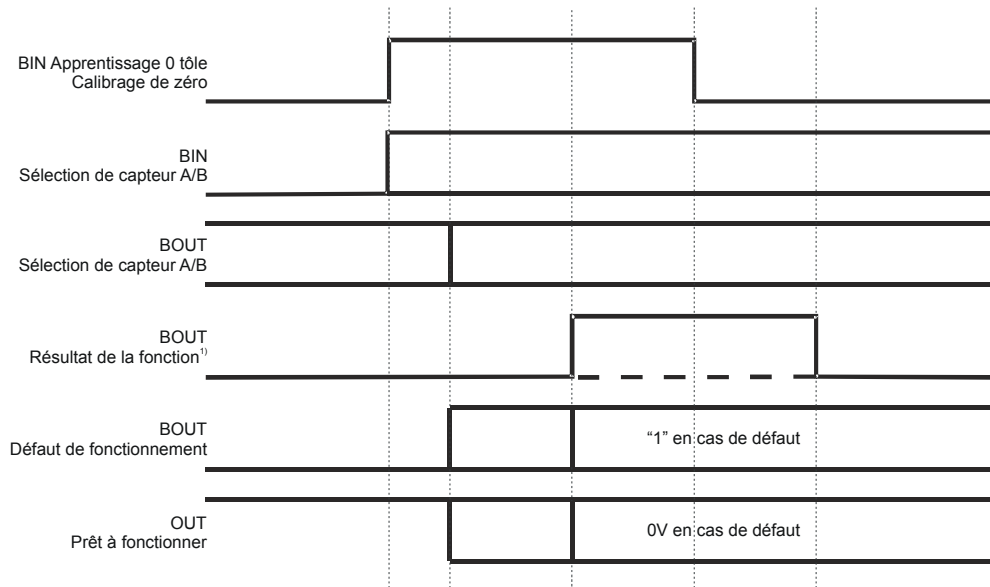 BIN Apprentissage 0 tôle
Calibrage de zéro
BIN
Sélection de capteur A/B
BOUT
Sélection de capteur A/B
BOUT
Résultat de la fonction¹⁾
BOUT
Défaut de fonctionnement
“1” en cas de défaut
OUT
Prêt à fonctionner
0V en cas de défaut